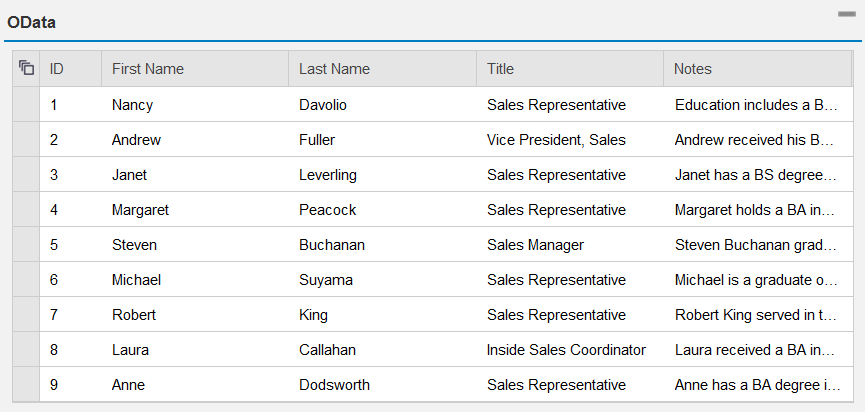 OData
ID First Name Last Name Title Notes
1 Nancy Davolio Sales Representative Education includes a B…
2 Andrew Fuller Vice President, Sales Andrew received his B…
3 Janet Leverling Sales Representative Janet has a BS degree…
4 Margaret Peacock Sales Representative Margaret holds a BA in…
5 Steven Buchanan Sales Manager Steven Buchanan grad…
6 Michael Suyama Sales Representative Michael is a graduate o…
7 Robert King Sales Representative Robert King served in t…
8 Laura Callahan Inside Sales Coordinator Laura received a BA in…
9 Anne Dodsworth Sales Representative Anne has a BA degree i…